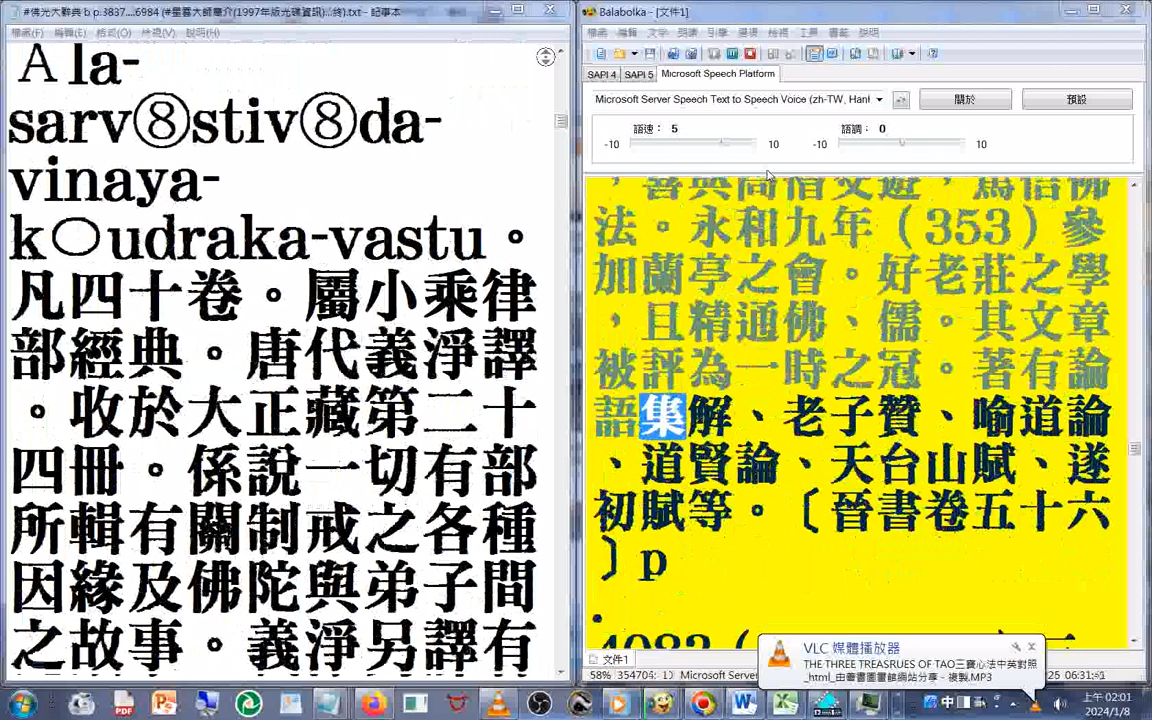 #佛光大辭典 b p.3837....6984 (#星雲大師簡介(1997年版光碟資訊)...終).txt - 記事本
檔案(F) 編輯(E) 格式(O) 檢視(V) 說明(H)
Ａla-
sarv⑧stiv⑧da-
vinaya-
k○udraka-vastu。
凡四十卷。屬小乘律
部經典。唐代義淨譯
。收於大正藏第二十
四冊。係說一切有部
所輯有關制戒之各種
因緣及佛陀與弟子間
之故事。義淨另譯有
Balabolka - [文件1]
SAPI 4 SAPI 5 Microsoft Speech Platform
Microsoft Server Speech Text to Speech Voice (zh-TW, Han
關於
預設
語速： 5
語調： 0
-10 10 -10 10
，善與高僧交遊，篤信佛
法。永和九年（353）參
加蘭亭之會。好老莊之學
，且精通佛、儒。其文章
被評為一時之冠。著有論
語集解、老子贊、喻道論
、道賢論、天台山賦、遂
初賦等。〔晉書卷五十六
〕p
文件1
58%
Microsoft Serv
VLC 媒體播放器
THE THREE TREASRUES OF TAO三寶心法中英對照
_html_由善書圖書館網站分享 - 複製.MP3
上午 02:01
2024/1/8